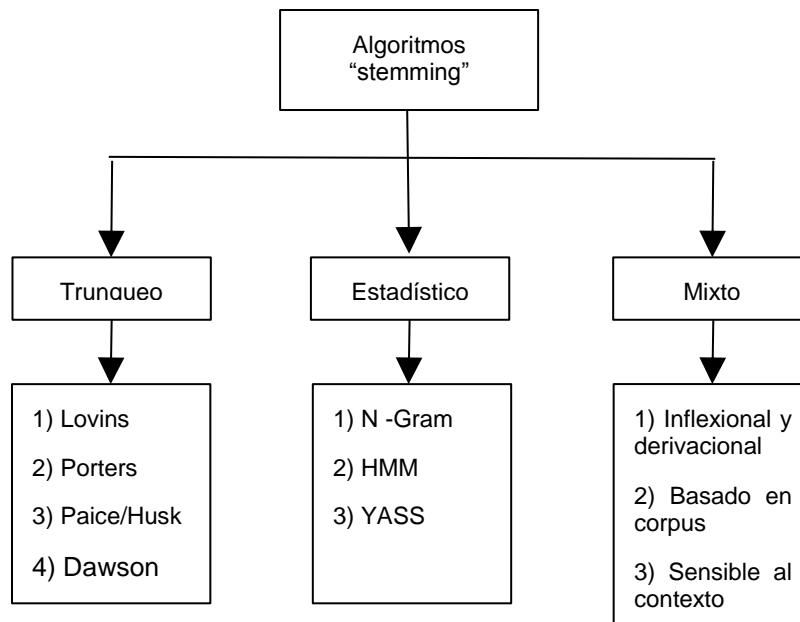 Algoritmos
“stemming”
Trunqueo
Estadístico
Mixto
1) Lovins
2) Porters
3) Paice/Husk
4) Dawson
1) N -Gram
2) HMM
3) YASS
1) Inflexional y
derivacional
2) Basado en
corpus
3) Sensible al
contexto